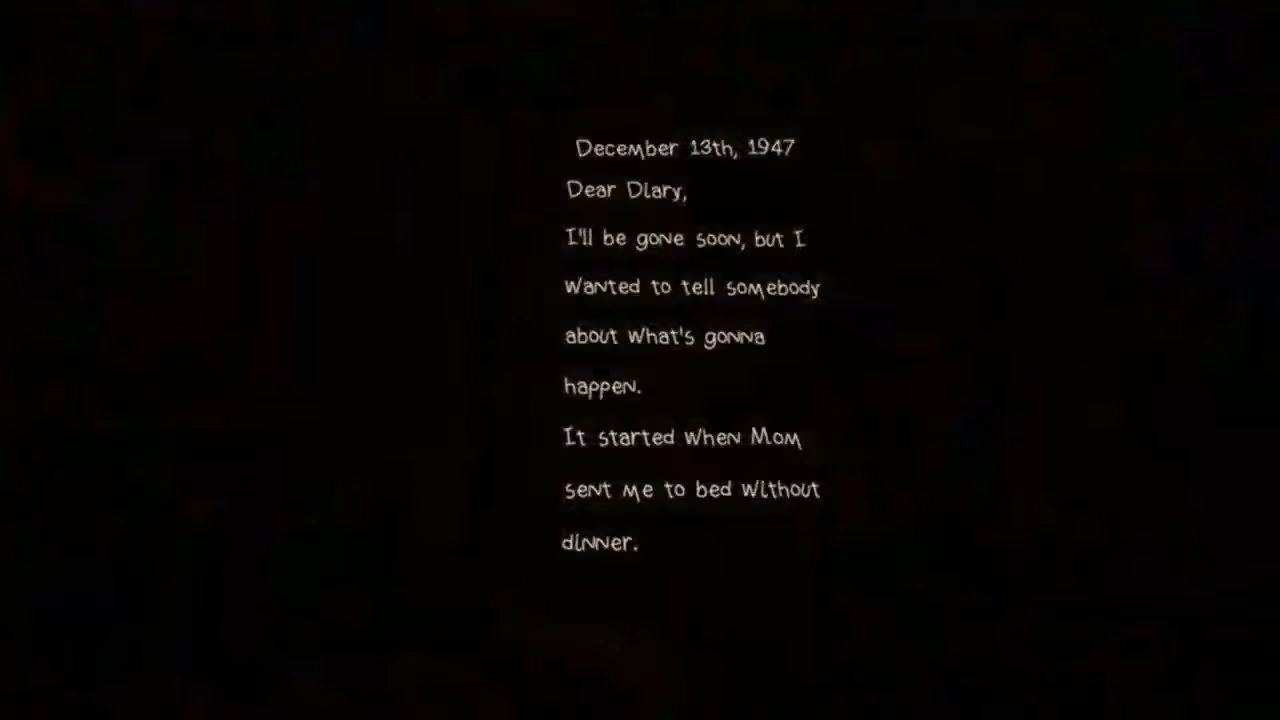 December 13th, 1947
Dear Diary,
I'll be gone soon, but I
wanted to tell somebody
about what's gonna
happen.
It started when Mom
sent me to bed without
dinner.